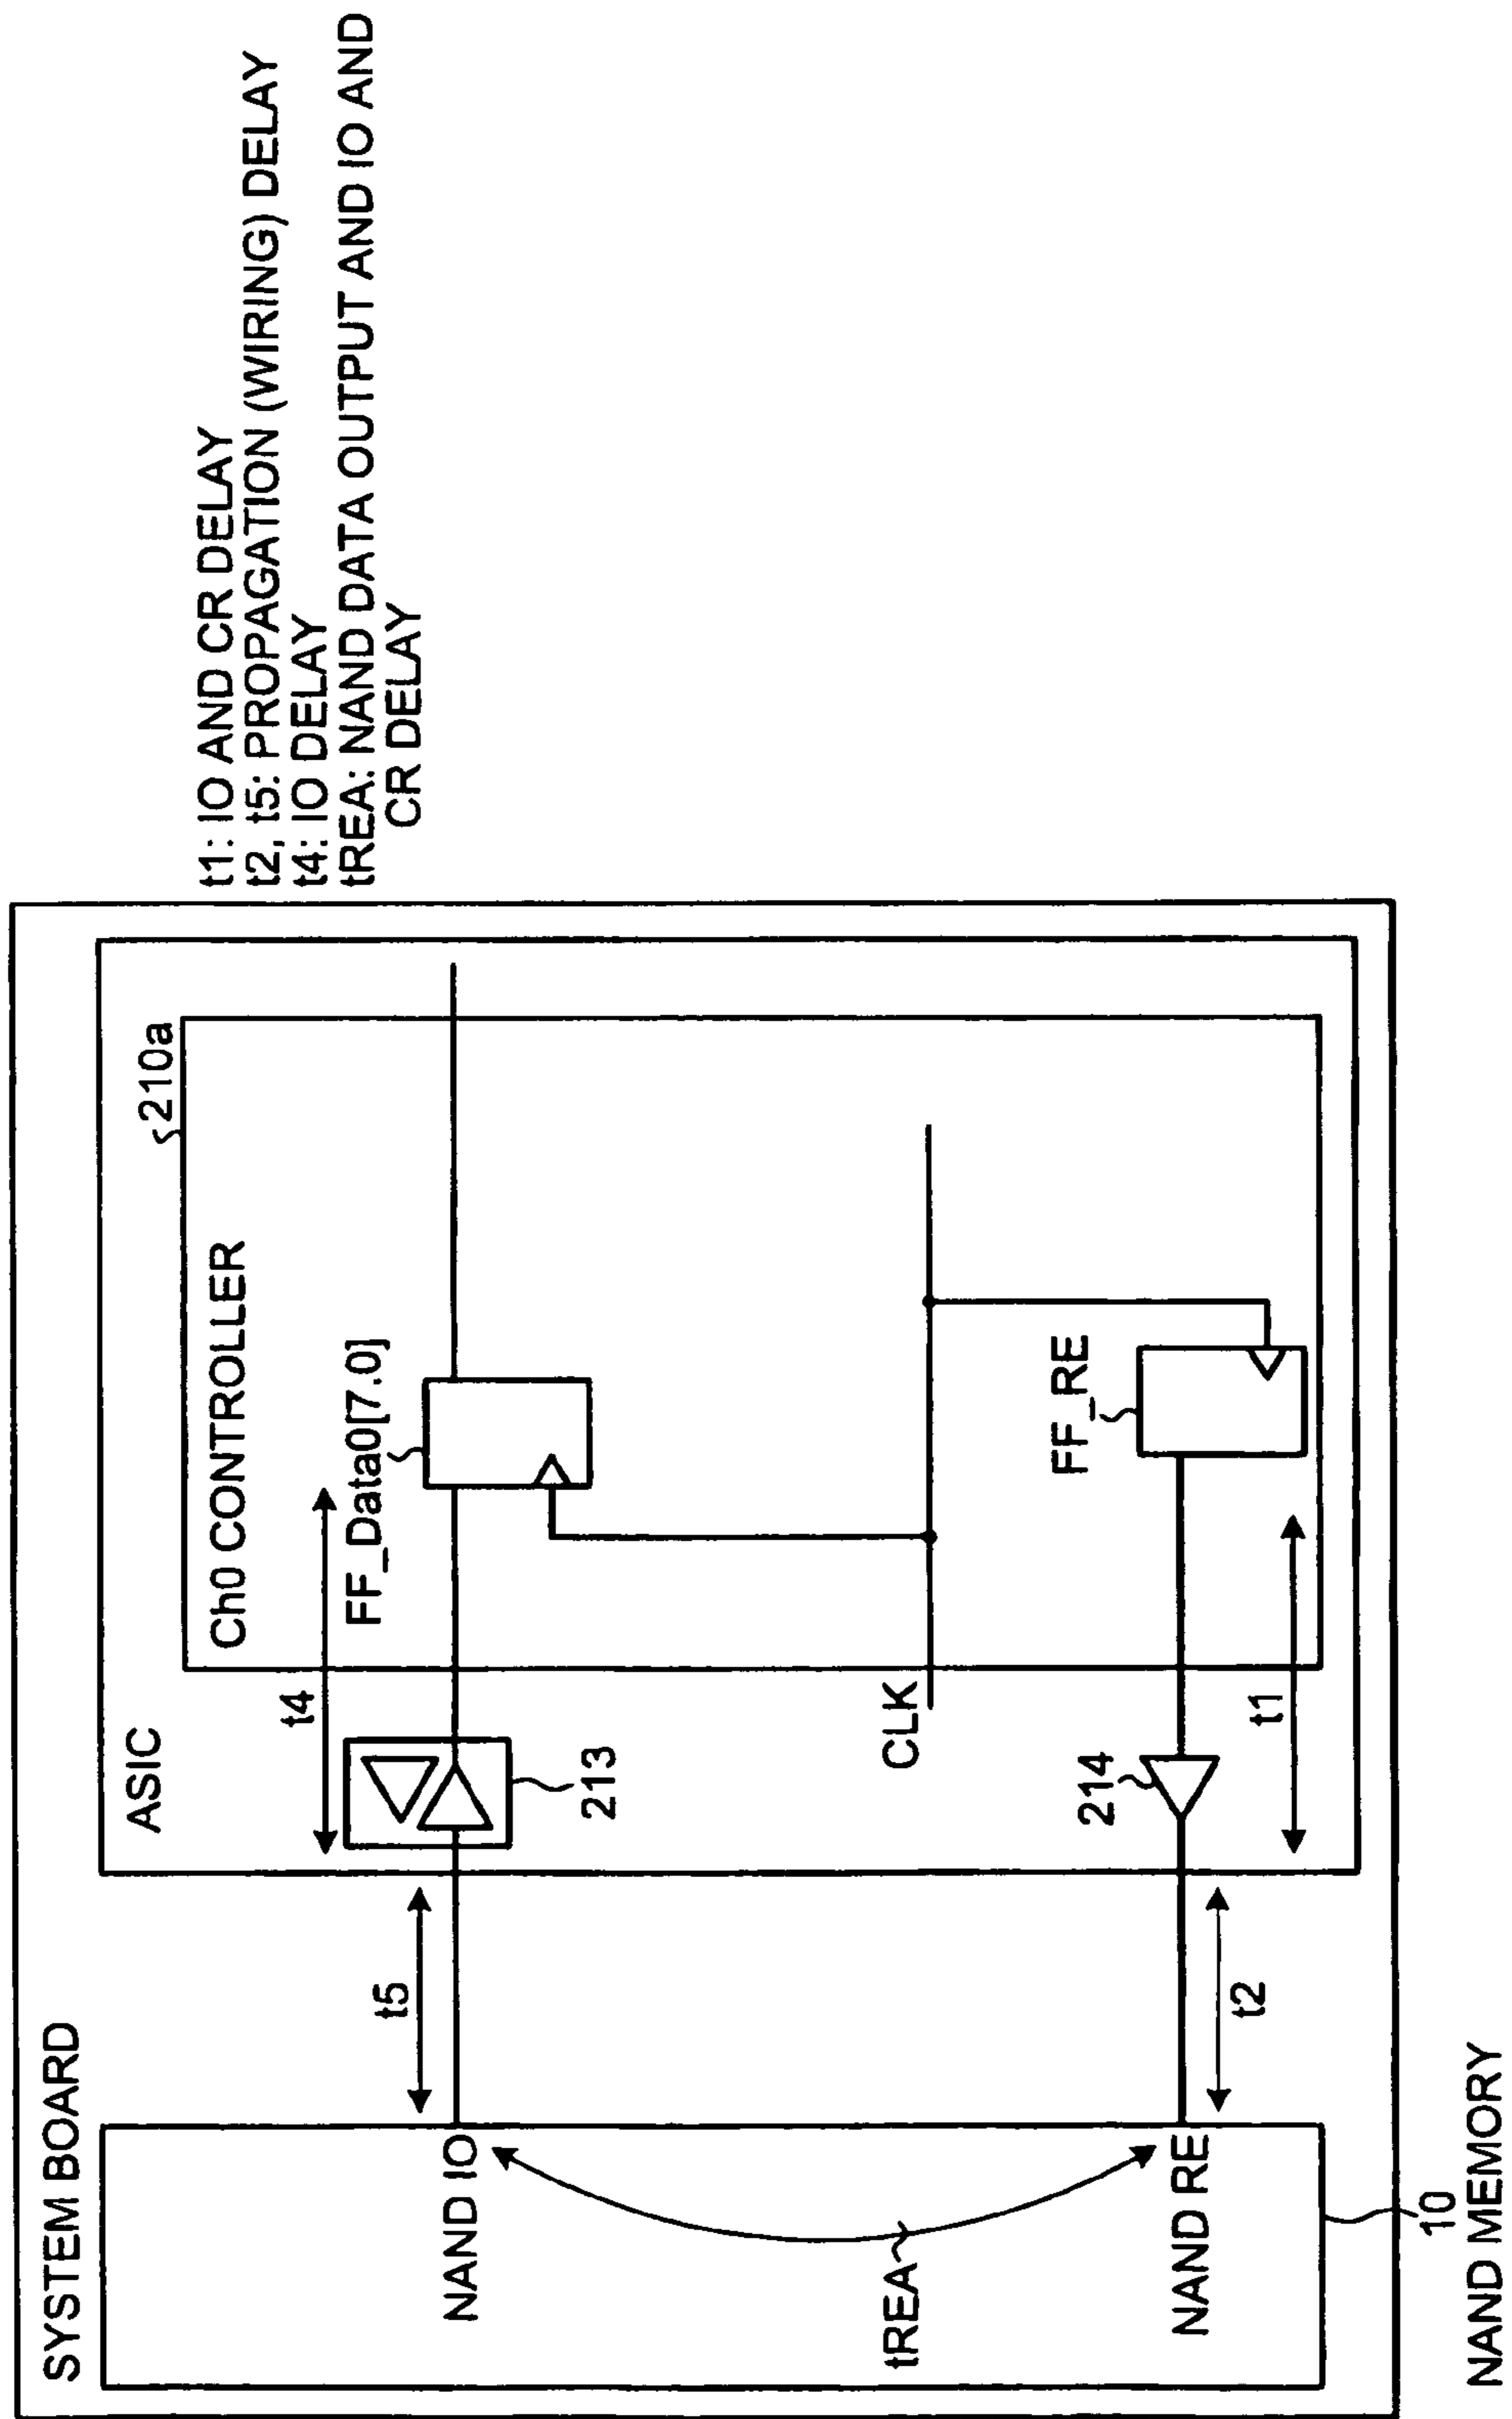 SYSTEM BOARD
ASIC
210a
Ch0 CONTROLLER
t5
t4
FF_Data0[7.0]
NAND IO
213
tREA
CLK
FF_RE
214
NAND RE
t2
t1
10
NAND MEMORY
t1: IO AND CR DELAY
t2, t5: PROPAGATION (WIRING) DELAY
t4: IO DELAY
tREA: NAND DATA OUTPUT AND IO AND
CR DELAY